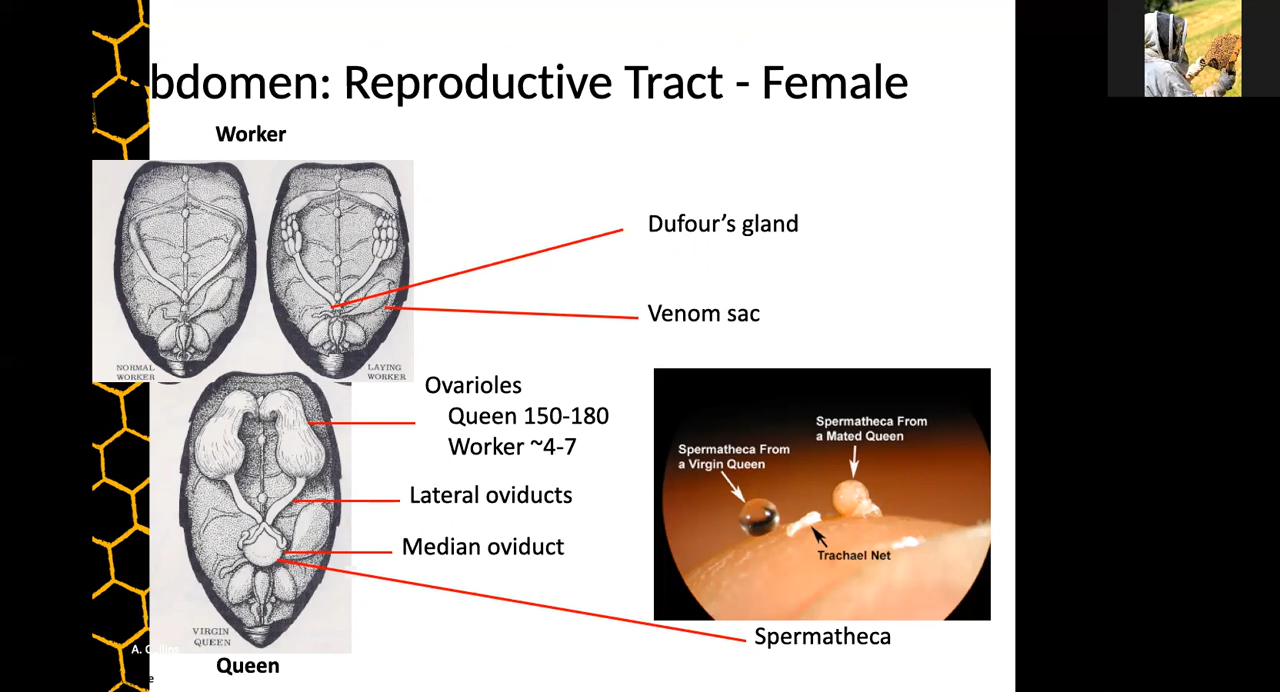 bdomen: Reproductive Tract - Female
Worker
NORMAL
WORKER
LAYING
WORKER
Dufour’s gland
Venom sac
Ovarioles
Queen 150-180
Worker ~4-7
Lateral oviducts
Median oviduct
VIRGIN
QUEEN
Queen
Spermatheca From
a Virgin Queen
Spermatheca From
a Mated Queen
Trachael Net
Spermatheca
A.
e